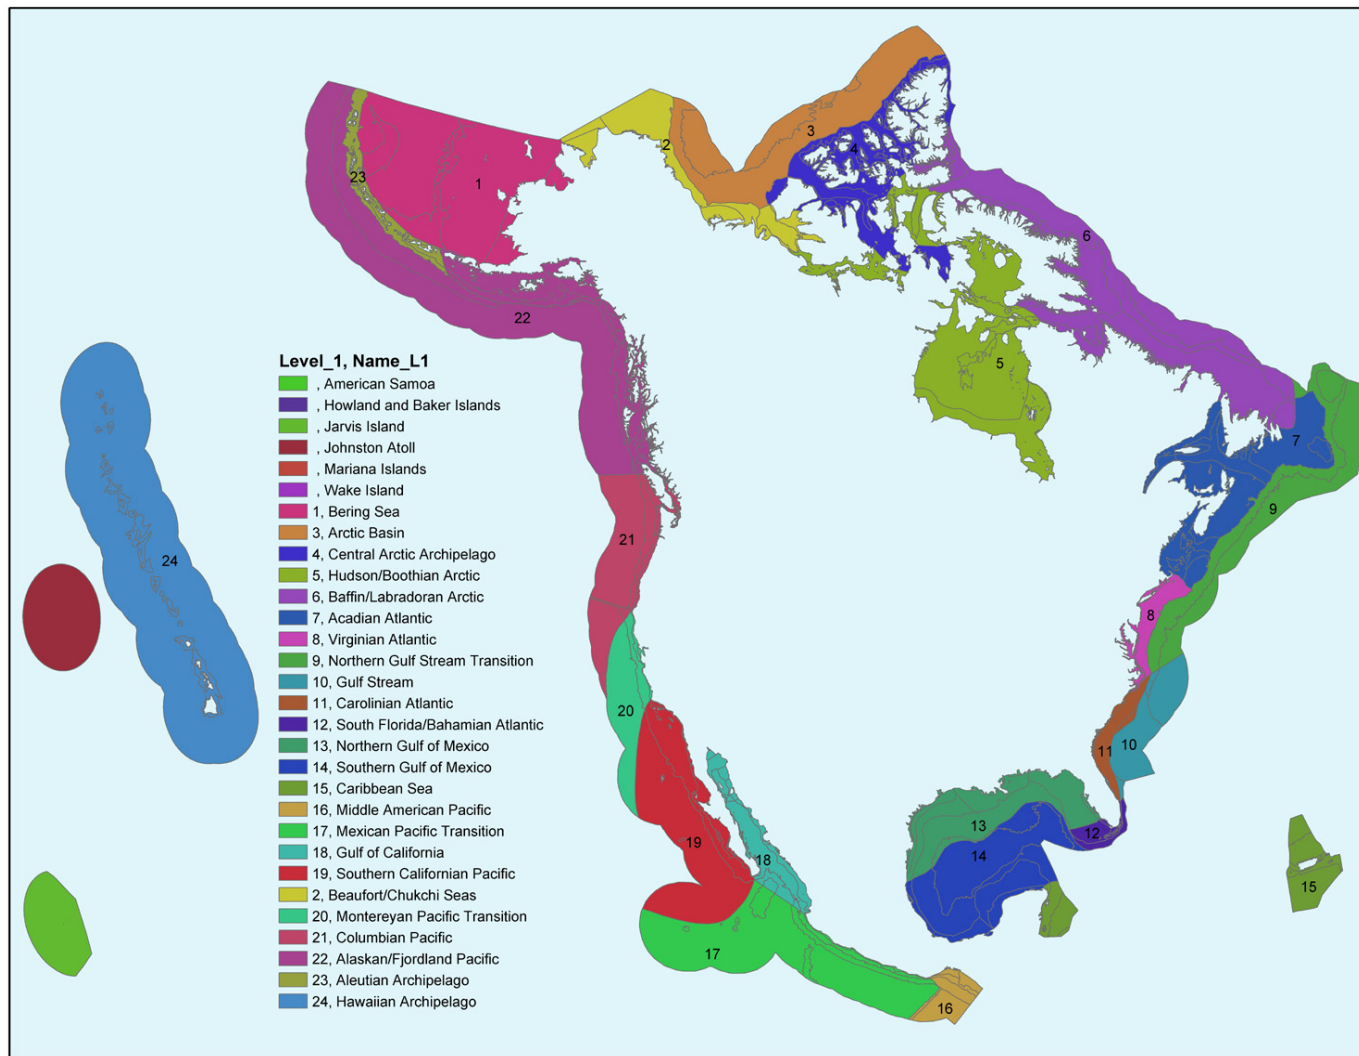 3
2
4
23
1
6
22
Level_1, Name_L1
, American Samoa
, Howland and Baker Islands
, Jarvis Island
, Johnston Atoll
, Mariana Islands
, Wake Island
1, Bering Sea
3, Arctic Basin
4, Central Arctic Archipelago
5, Hudson/Boothian Arctic
6, Baffin/Labradoran Arctic
7, Acadian Atlantic
8, Virginian Atlantic
9, Northern Gulf Stream Transition
10, Gulf Stream
11, Carolinian Atlantic
12, South Florida/Bahamian Atlantic
13, Northern Gulf of Mexico
14, Southern Gulf of Mexico
15, Caribbean Sea
16, Middle American Pacific
17, Mexican Pacific Transition
18, Gulf of California
19, Southern Californian Pacific
2, Beaufort/Chukchi Seas
20, Montereyan Pacific Transition
21, Columbian Pacific
22, Alaskan/Fjordland Pacific
23, Aleutian Archipelago
24, Hawaiian Archipelago
5
7
9
21
24
8
20
11
10
13
12
19
14
18
15
17
16